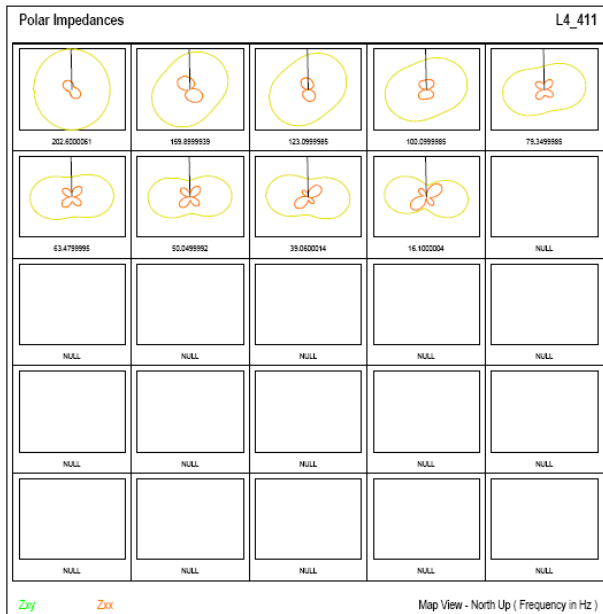 Polar Impedances L4_411
202.6000061 159.8999939 123.0999985 100.0999985 79.3499985
63.4799995 50.0499992 39.0600014 16.1000004 NULL
NULL NULL NULL NULL NULL
NULL NULL NULL NULL NULL
NULL NULL NULL NULL NULL
Zxy Zxx Map View - North Up ( Frequency in Hz )